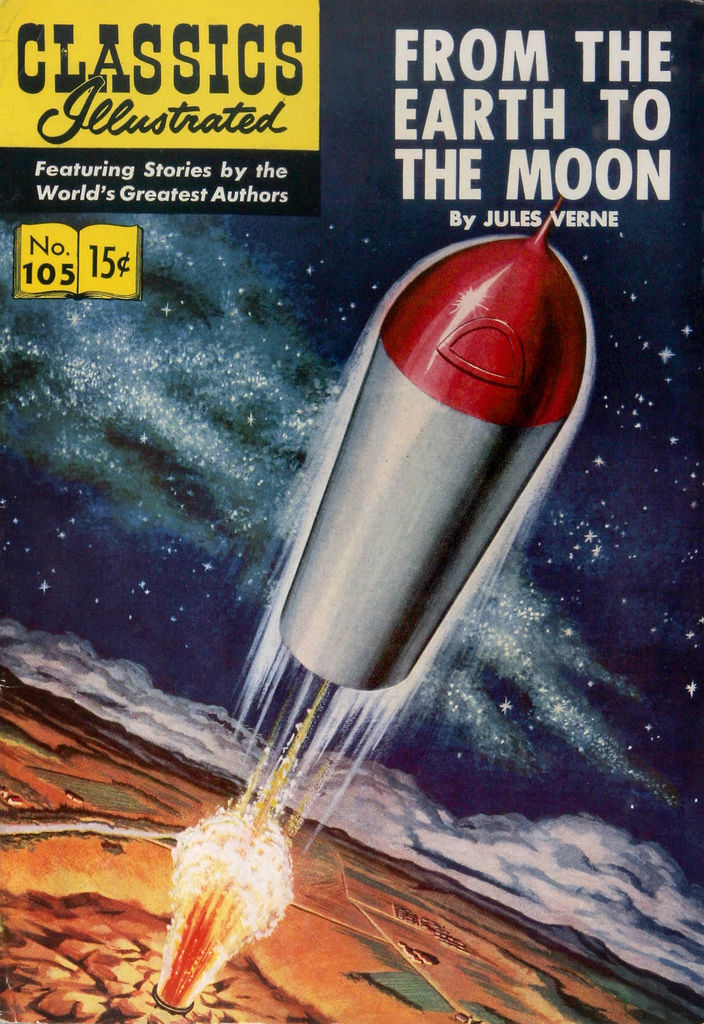 CLASSICS
Illustrated
Featuring Stories by the
World's Greatest Authors
No.
105
15¢
FROM THE
EARTH TO
THE MOON
By JULES VERNE